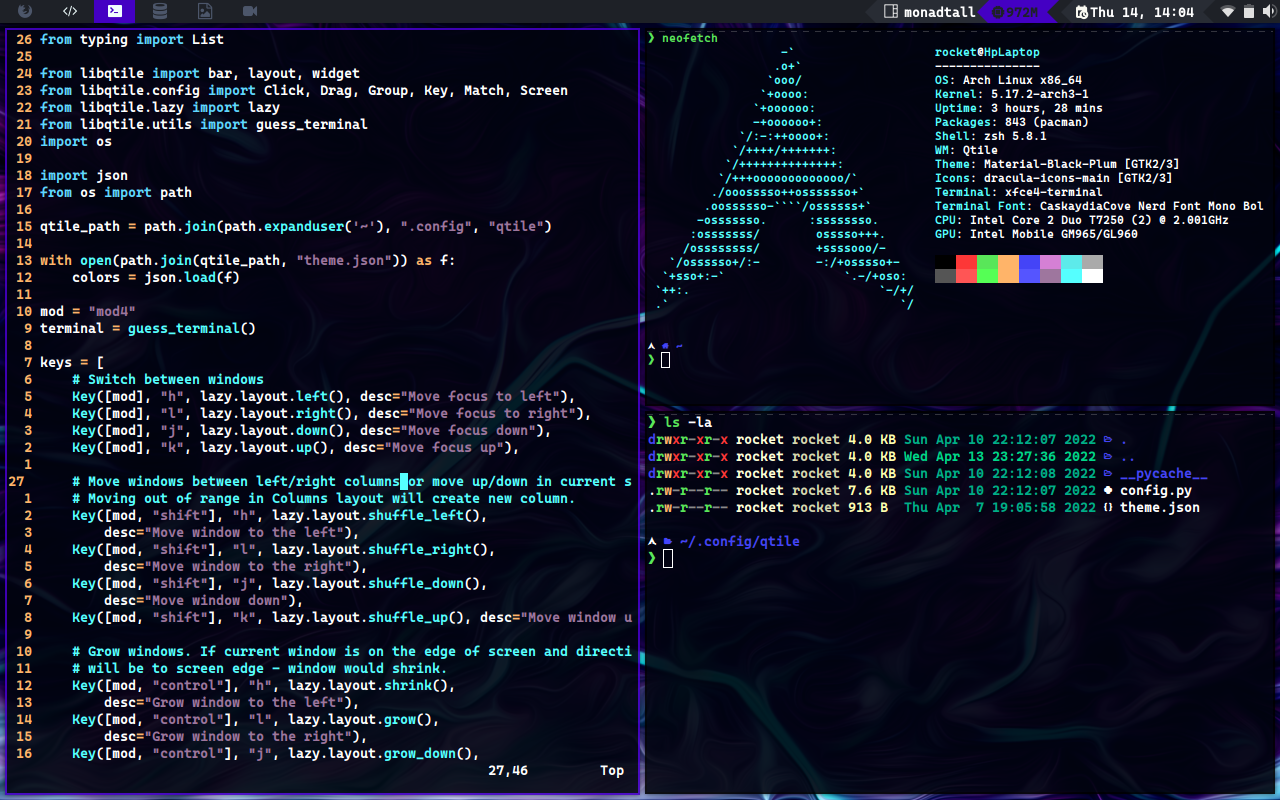 </> monadtall 972M Thu 14, 14:04
26 from typing import List
25
24 from libqtile import bar, layout, widget
23 from libqtile.config import Click, Drag, Group, Key, Match, Screen
22 from libqtile.lazy import lazy
21 from libqtile.utils import guess_terminal
20 import os
19
18 import json
17 from os import path
16
15 qtile_path = path.join(path.expanduser('~'), ".config", "qtile")
14
13 with open(path.join(qtile_path, "theme.json")) as f:
12     colors = json.load(f)
11
10 mod = "mod4"
9 terminal = guess_terminal()
8
7 keys = [
6     # Switch between windows
5     Key([mod], "h", lazy.layout.left(), desc="Move focus to left"),
4     Key([mod], "l", lazy.layout.right(), desc="Move focus to right"),
3     Key([mod], "j", lazy.layout.down(), desc="Move focus down"),
2     Key([mod], "k", lazy.layout.up(), desc="Move focus up"),
1
27     # Move windows between left/right columns or move up/down in current s
1     # Moving out of range in Columns layout will create new column.
2     Key([mod, "shift"], "h", lazy.layout.shuffle_left(),
3         desc="Move window to the left"),
4     Key([mod, "shift"], "l", lazy.layout.shuffle_right(),
5         desc="Move window to the right"),
6     Key([mod, "shift"], "j", lazy.layout.shuffle_down(),
7         desc="Move window down"),
8     Key([mod, "shift"], "k", lazy.layout.shuffle_up(), desc="Move window u
9
10     # Grow windows. If current window is on the edge of screen and directi
11     # will be to screen edge - window would shrink.
12     Key([mod, "control"], "h", lazy.layout.shrink(),
13         desc="Grow window to the left"),
14     Key([mod, "control"], "l", lazy.layout.grow(),
15         desc="Grow window to the right"),
16     Key([mod, "control"], "j", lazy.layout.grow_down(),
27,46 Top
❯ neofetch
-`
.o+`
`ooo/
`+oooo:
`+oooooo:
-+oooooo+:
`/:-:++oooo+:
`/++++/+++++++:
`/++++++++++++++:
`/+++ooooooooooooo/`
./ooosssso++osssssso+`
.oossssso-````/ossssss+`
-osssssso.      :ssssssso.
:osssssss/        osssso+++.
/ossssssss/        +ssssooo/-
`/ossssso+/:-        -:/+osssso+-
`+sso+:-`                 `.-/+oso:
`++:.                           `-/+/
.`                                 `/
rocket@HpLaptop
---------------
OS: Arch Linux x86_64
Kernel: 5.17.2-arch3-1
Uptime: 3 hours, 28 mins
Packages: 843 (pacman)
Shell: zsh 5.8.1
WM: Qtile
Theme: Material-Black-Plum [GTK2/3]
Icons: dracula-icons-main [GTK2/3]
Terminal: xfce4-terminal
Terminal Font: CaskaydiaCove Nerd Font Mono Bol
CPU: Intel Core 2 Duo T7250 (2) @ 2.001GHz
GPU: Intel Mobile GM965/GL960
~
❯
❯ ls -la
drwxr-xr-x rocket rocket 4.0 KB Sun Apr 10 22:12:07 2022 .
drwxr-xr-x rocket rocket 4.0 KB Wed Apr 13 23:27:36 2022 ..
drwxr-xr-x rocket rocket 4.0 KB Sun Apr 10 22:12:08 2022 __pycache__
.rw-r--r-- rocket rocket 7.6 KB Sun Apr 10 22:12:07 2022 config.py
.rw-r--r-- rocket rocket 913 B  Thu Apr  7 19:05:58 2022 {} theme.json
~/.config/qtile
❯